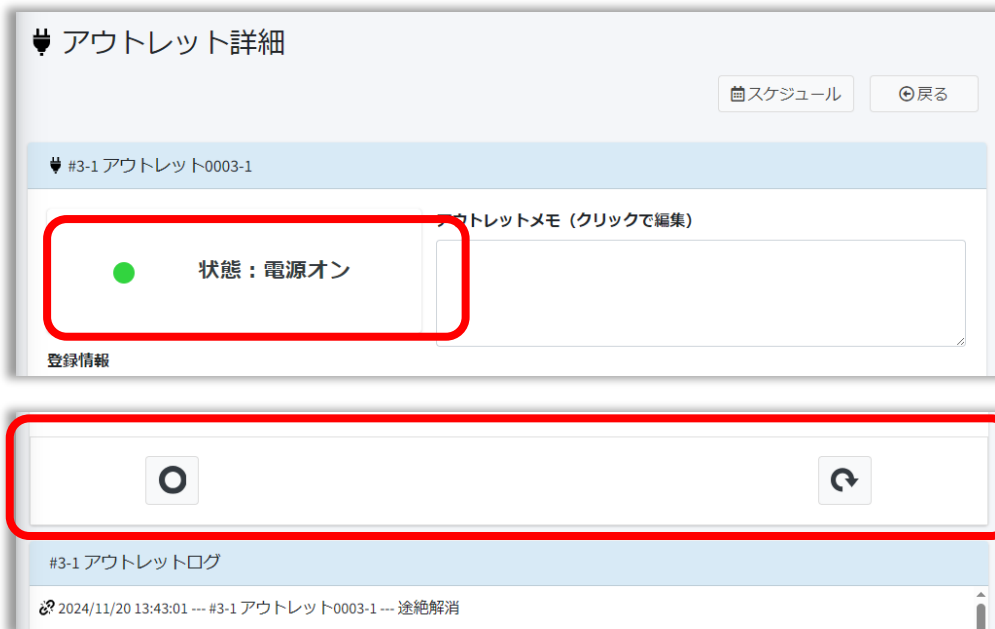 アウトレット詳細
スケジュール
戻る
#3-1 アウトレット0003-1
アウトレットメモ（クリックで編集）
状態：電源オン
登録情報
#3-1 アウトレットログ
2024/11/20 13:43:01 --- #3-1 アウトレット0003-1 --- 途絶解消